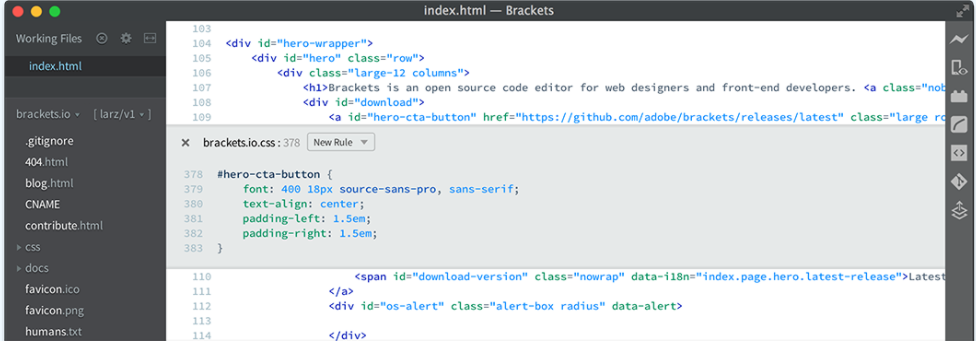 index.html — Brackets
Working Files
index.html
brackets.io [ larz/v1 ]
.gitignore
404.html
blog.html
CNAME
contribute.html
css
docs
favicon.ico
favicon.png
humans.txt
103
104 <div id="hero-wrapper">
105 <div id="hero" class="row">
106 <div class="large-12 columns">
107 <h1>Brackets is an open source code editor for web designers and front-end developers. <a class="nob
108 <div id="download">
109 <a id="hero-cta-button" href="https://github.com/adobe/brackets/releases/latest" class="large ro
× brackets.io.css : 378 New Rule
378 #hero-cta-button {
379 font: 400 18px source-sans-pro, sans-serif;
380 text-align: center;
381 padding-left: 1.5em;
382 padding-right: 1.5em;
383 }
110 <span id="download-version" class="nowrap" data-i18n="index.page.hero.latest-release">Latest
111 </a>
112 <div id="os-alert" class="alert-box radius" data-alert>
113
114 </div>